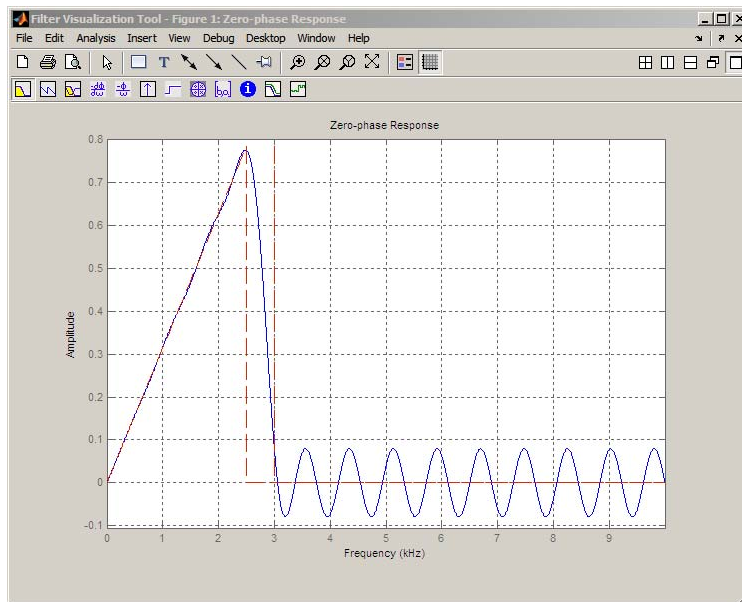 Filter Visualization Tool - Figure 1: Zero-phase Response
File Edit Analysis Insert View Debug Desktop Window Help
Zero-phase Response
0.8
0.7
0.6
0.5
0.4
0.3
0.2
0.1
0
-0.1
Amplitude
0 1 2 3 4 5 6 7 8 9
Frequency (kHz)